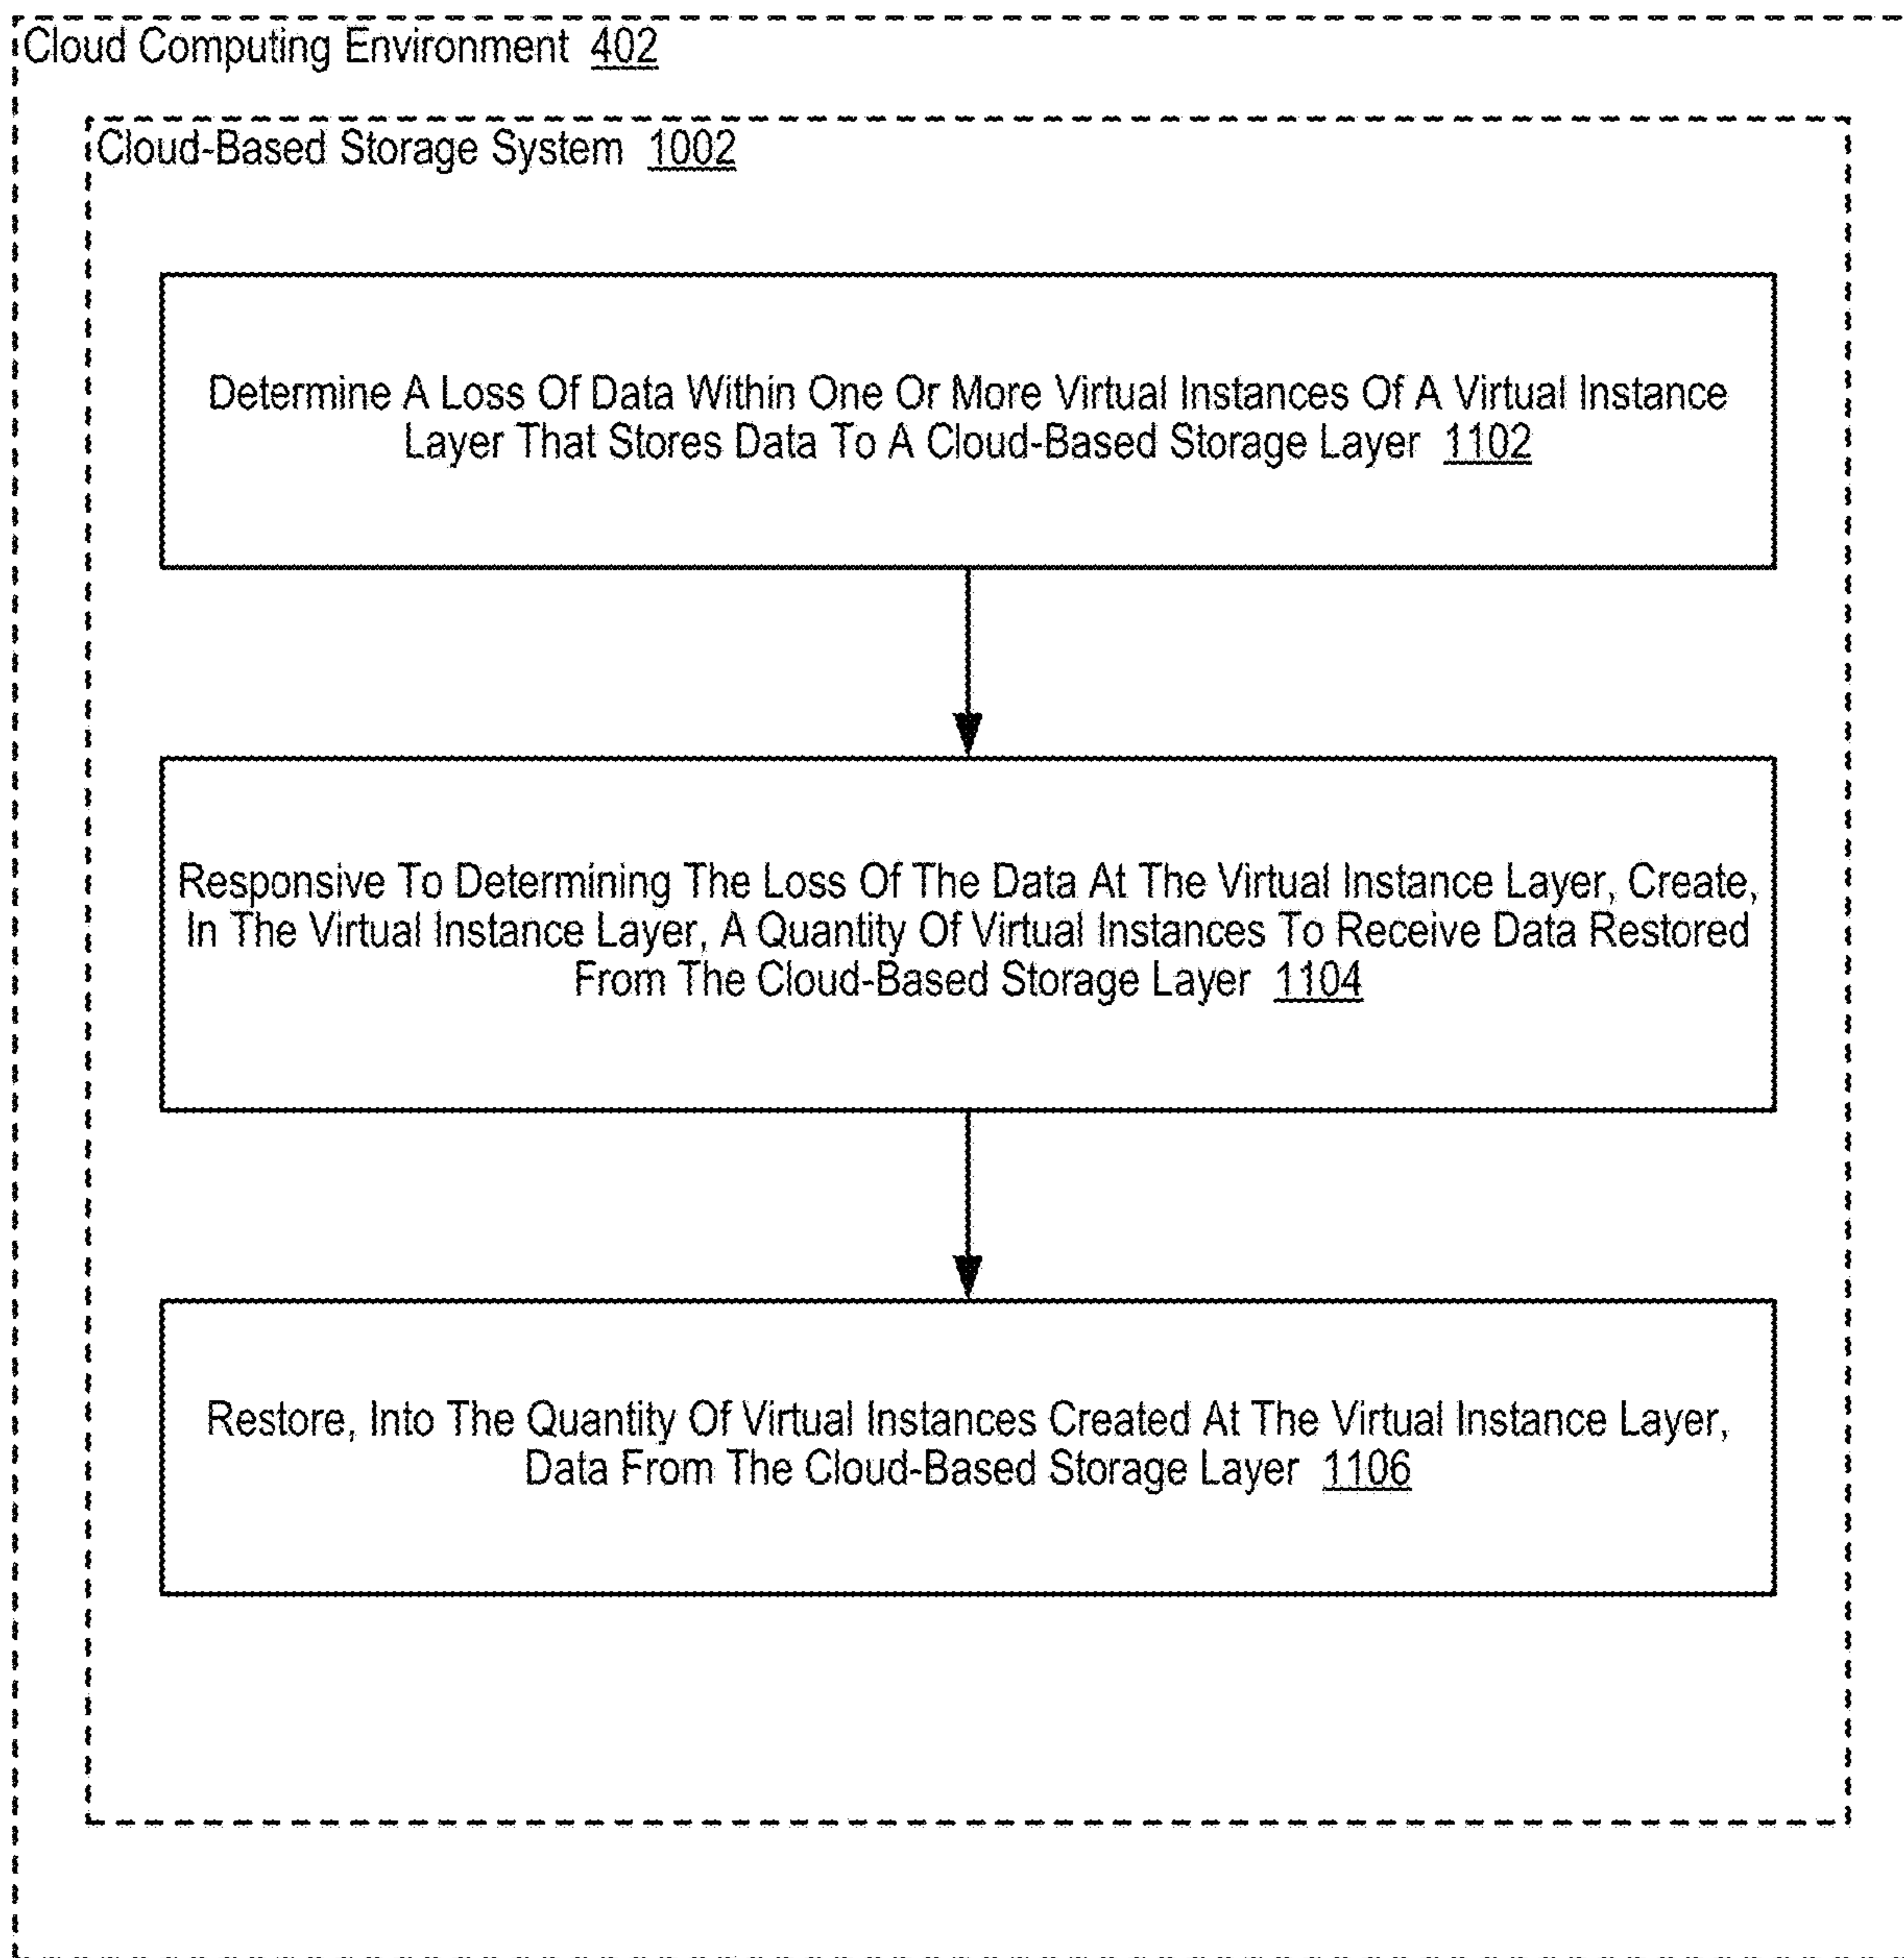 Cloud Computing Environment 402
Cloud-Based Storage System 1002
Determine A Loss Of Data Within One Or More Virtual Instances Of A Virtual Instance
Layer That Stores Data To A Cloud-Based Storage Layer 1102
Responsive To Determining The Loss Of The Data At The Virtual Instance Layer, Create,
In The Virtual Instance Layer, A Quantity Of Virtual Instances To Receive Data Restored
From The Cloud-Based Storage Layer 1104
Restore, Into The Quantity Of Virtual Instances Created At The Virtual Instance Layer,
Data From The Cloud-Based Storage Layer 1106